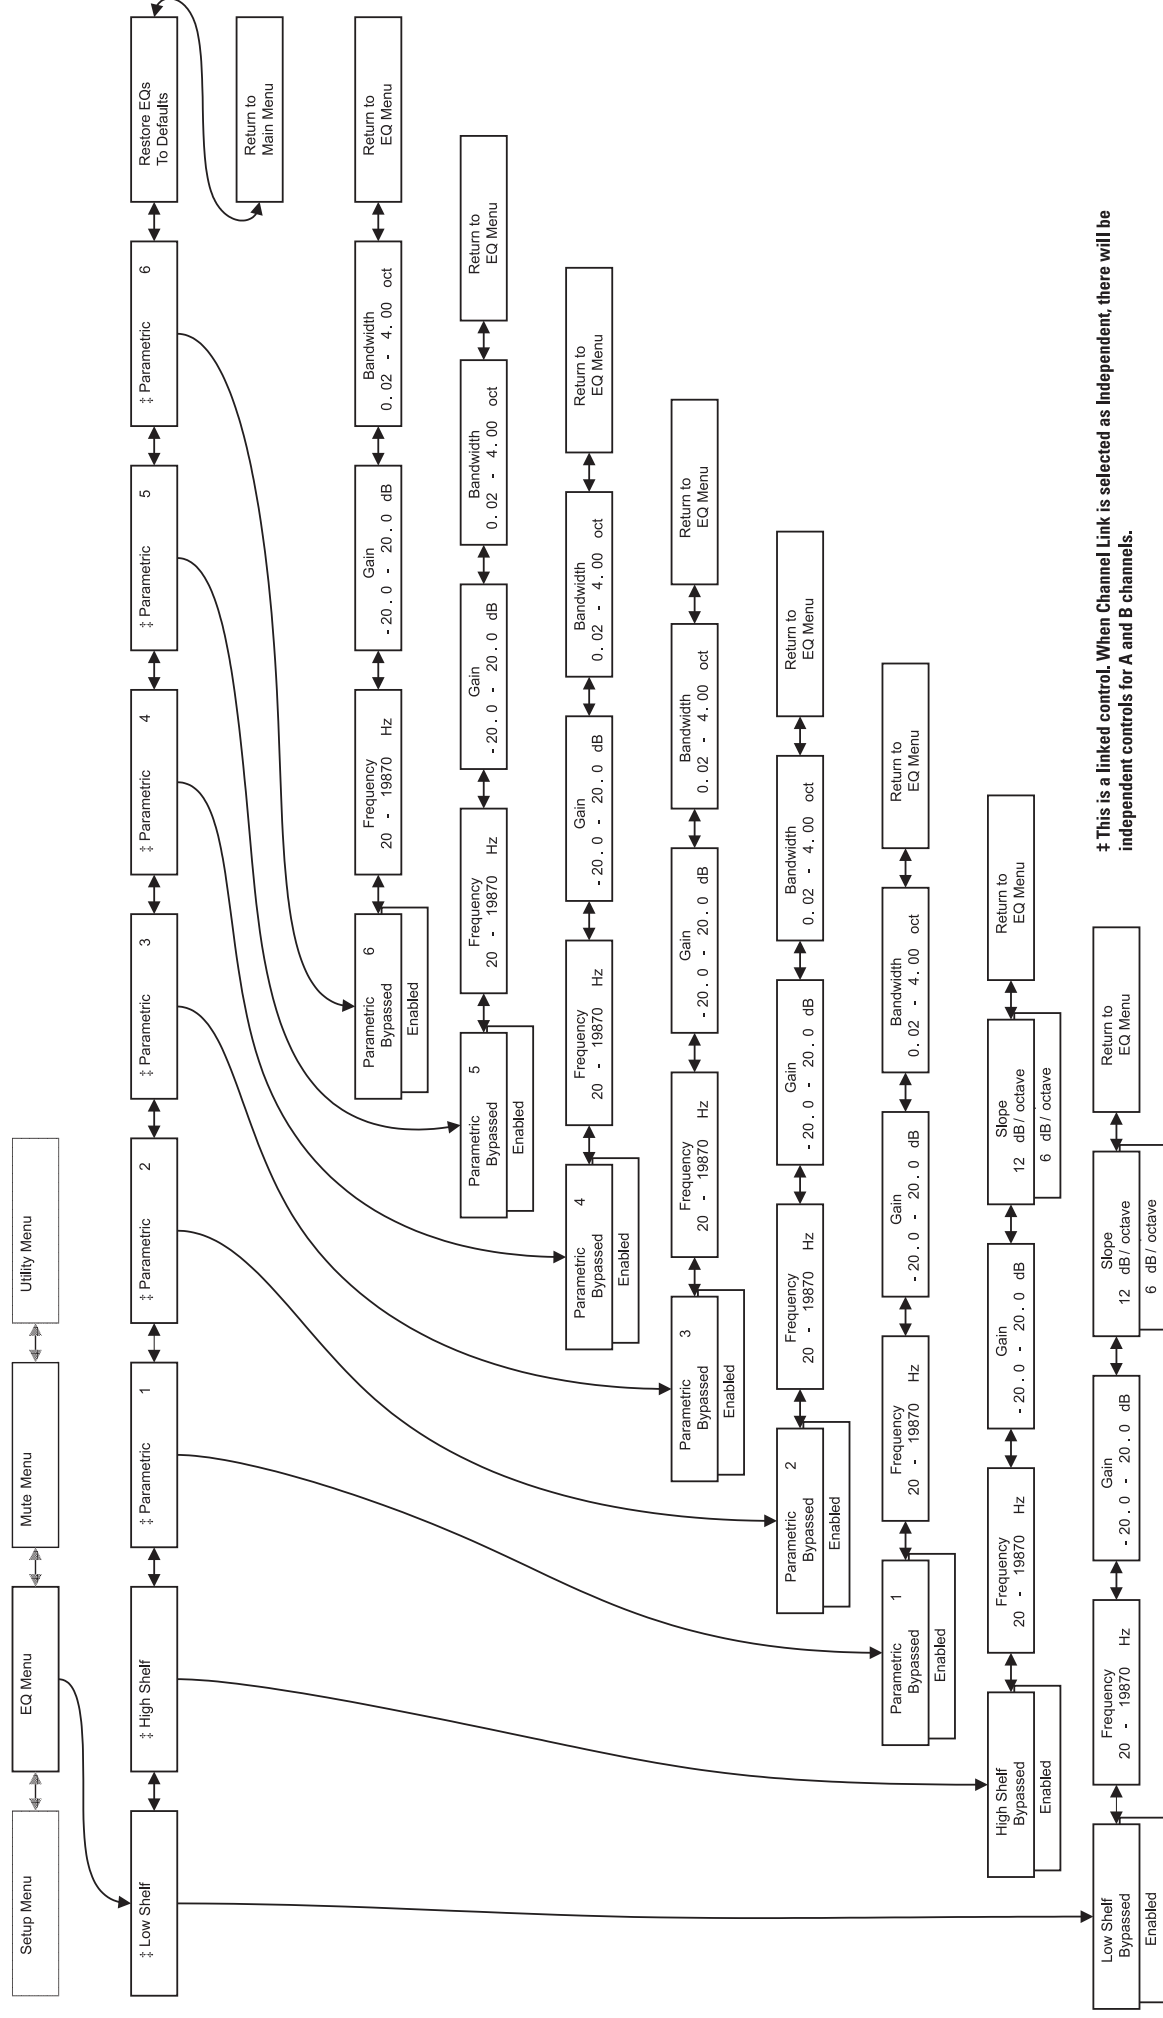 Setup Menu
EQ Menu
Mute Menu
Utility Menu
‡ Low Shelf
‡ High Shelf
‡ Parametric 1
‡ Parametric 2
‡ Parametric 3
‡ Parametric 4
‡ Parametric 5
‡ Parametric 6
Restore EQs
To Defaults
Return to
Main Menu
Parametric 6
Bypassed
Enabled
Frequency
20 - 19870 Hz
Gain
-20.0 - 20.0 dB
Bandwidth
0.02 - 4.00 oct
Return to
EQ Menu
Parametric 5
Bypassed
Enabled
Frequency
20 - 19870 Hz
Gain
-20.0 - 20.0 dB
Bandwidth
0.02 - 4.00 oct
Return to
EQ Menu
Parametric 4
Bypassed
Enabled
Frequency
20 - 19870 Hz
Gain
-20.0 - 20.0 dB
Bandwidth
0.02 - 4.00 oct
Return to
EQ Menu
Parametric 3
Bypassed
Enabled
Frequency
20 - 19870 Hz
Gain
-20.0 - 20.0 dB
Bandwidth
0.02 - 4.00 oct
Return to
EQ Menu
Parametric 2
Bypassed
Enabled
Frequency
20 - 19870 Hz
Gain
-20.0 - 20.0 dB
Bandwidth
0.02 - 4.00 oct
Return to
EQ Menu
Parametric 1
Bypassed
Enabled
Frequency
20 - 19870 Hz
Gain
-20.0 - 20.0 dB
Bandwidth
0.02 - 4.00 oct
Return to
EQ Menu
High Shelf
Bypassed
Enabled
Frequency
20 - 19870 Hz
Gain
-20.0 - 20.0 dB
Slope
12 dB/ octave
6 dB/ octave
Return to
EQ Menu
Low Shelf
Bypassed
Enabled
Frequency
20 - 19870 Hz
Gain
-20.0 - 20.0 dB
Slope
12 dB/ octave
6 dB/ octave
Return to
EQ Menu
‡ This is a linked control. When Channel Link is selected as Independent, there will be
independent controls for A and B channels.